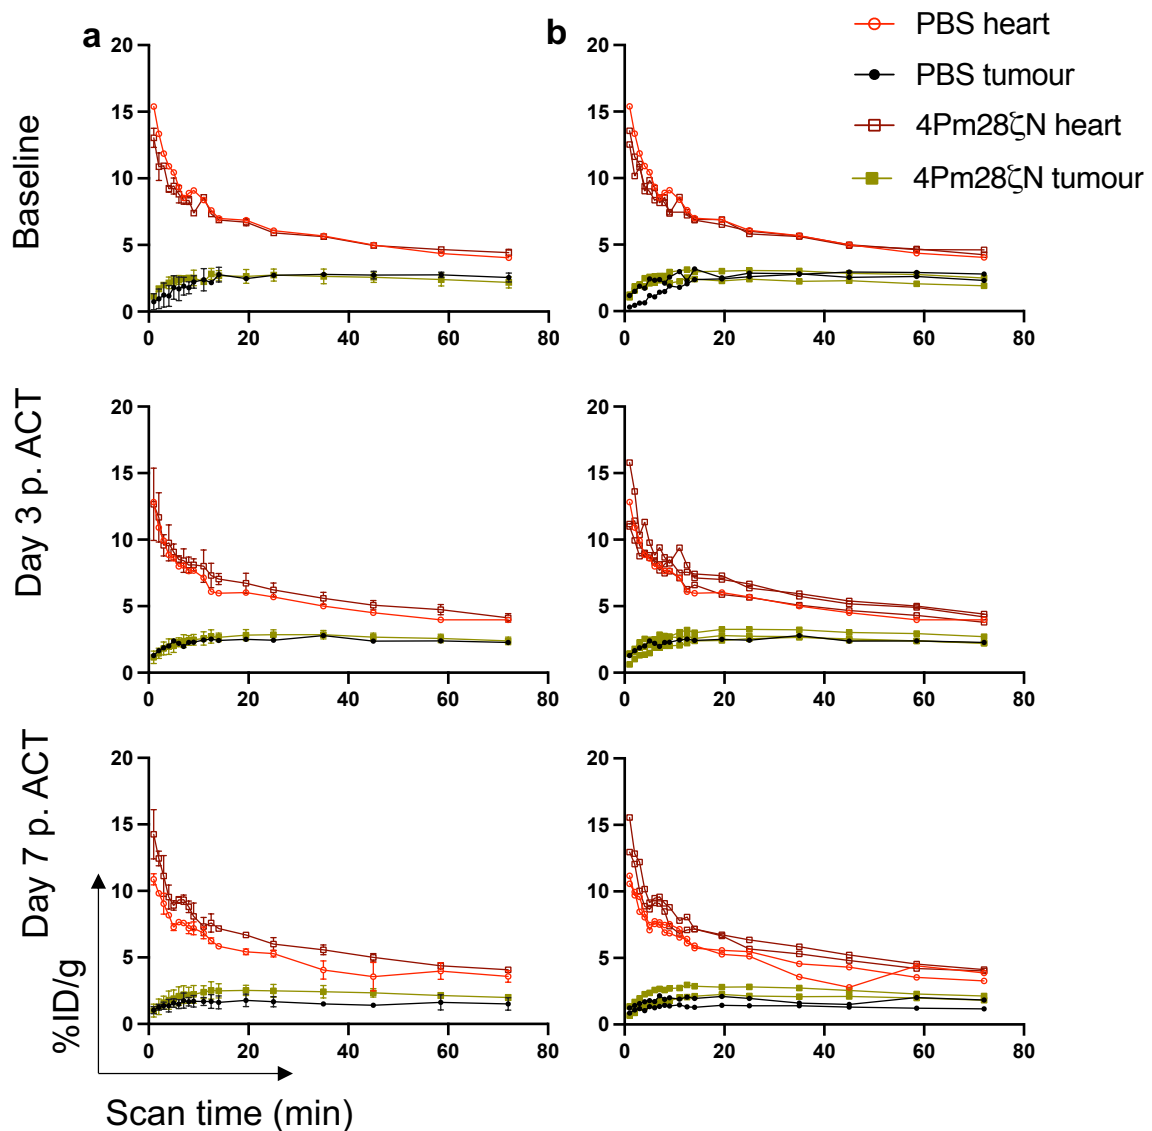 a
b
PBS heart
PBS tumour
4Pm28ζN heart
4Pm28ζN tumour
Baseline
20
15
10
5
0
0 20 40 60 80
20
15
10
5
0
0 20 40 60 80
Day 3 p. ACT
20
15
10
5
0
0 20 40 60 80
20
15
10
5
0
0 20 40 60 80
Day 7 p. ACT
20
15
10
5
0
0 20 40 60 80
20
15
10
5
0
0 20 40 60 80
%ID/g
Scan time (min)